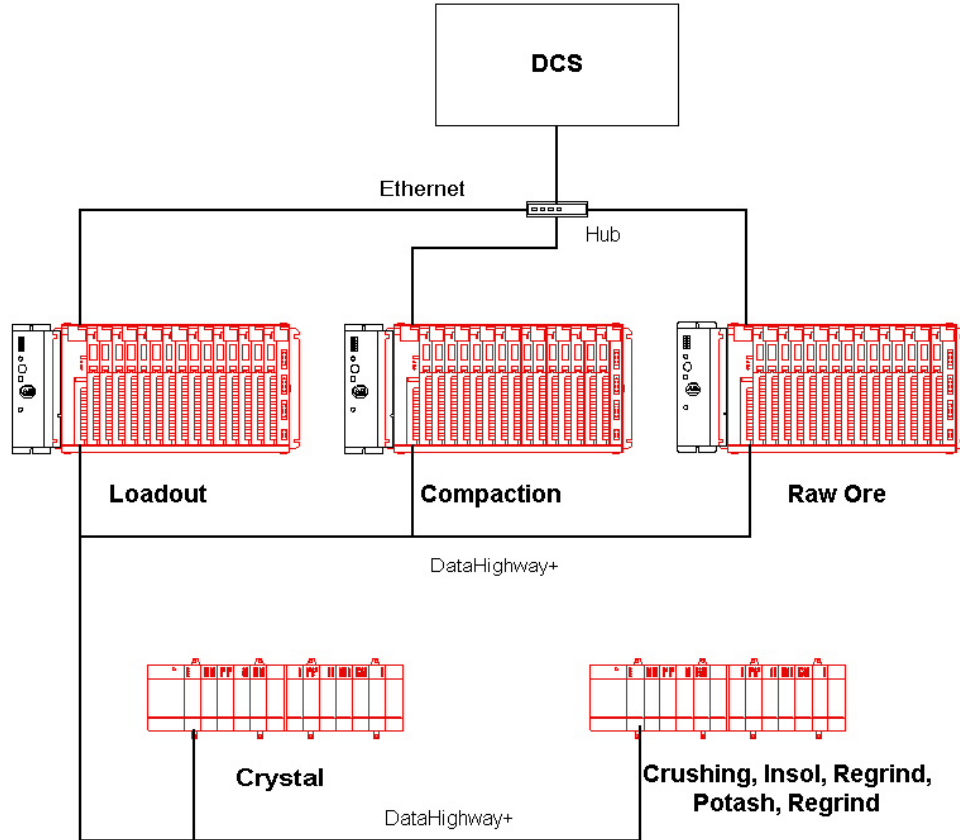 DCS
Ethernet
Hub
Loadout
Compaction
Raw Ore
DataHighway+
Crystal
Crushing, Insol, Regrind,
Potash, Regrind
DataHighway+